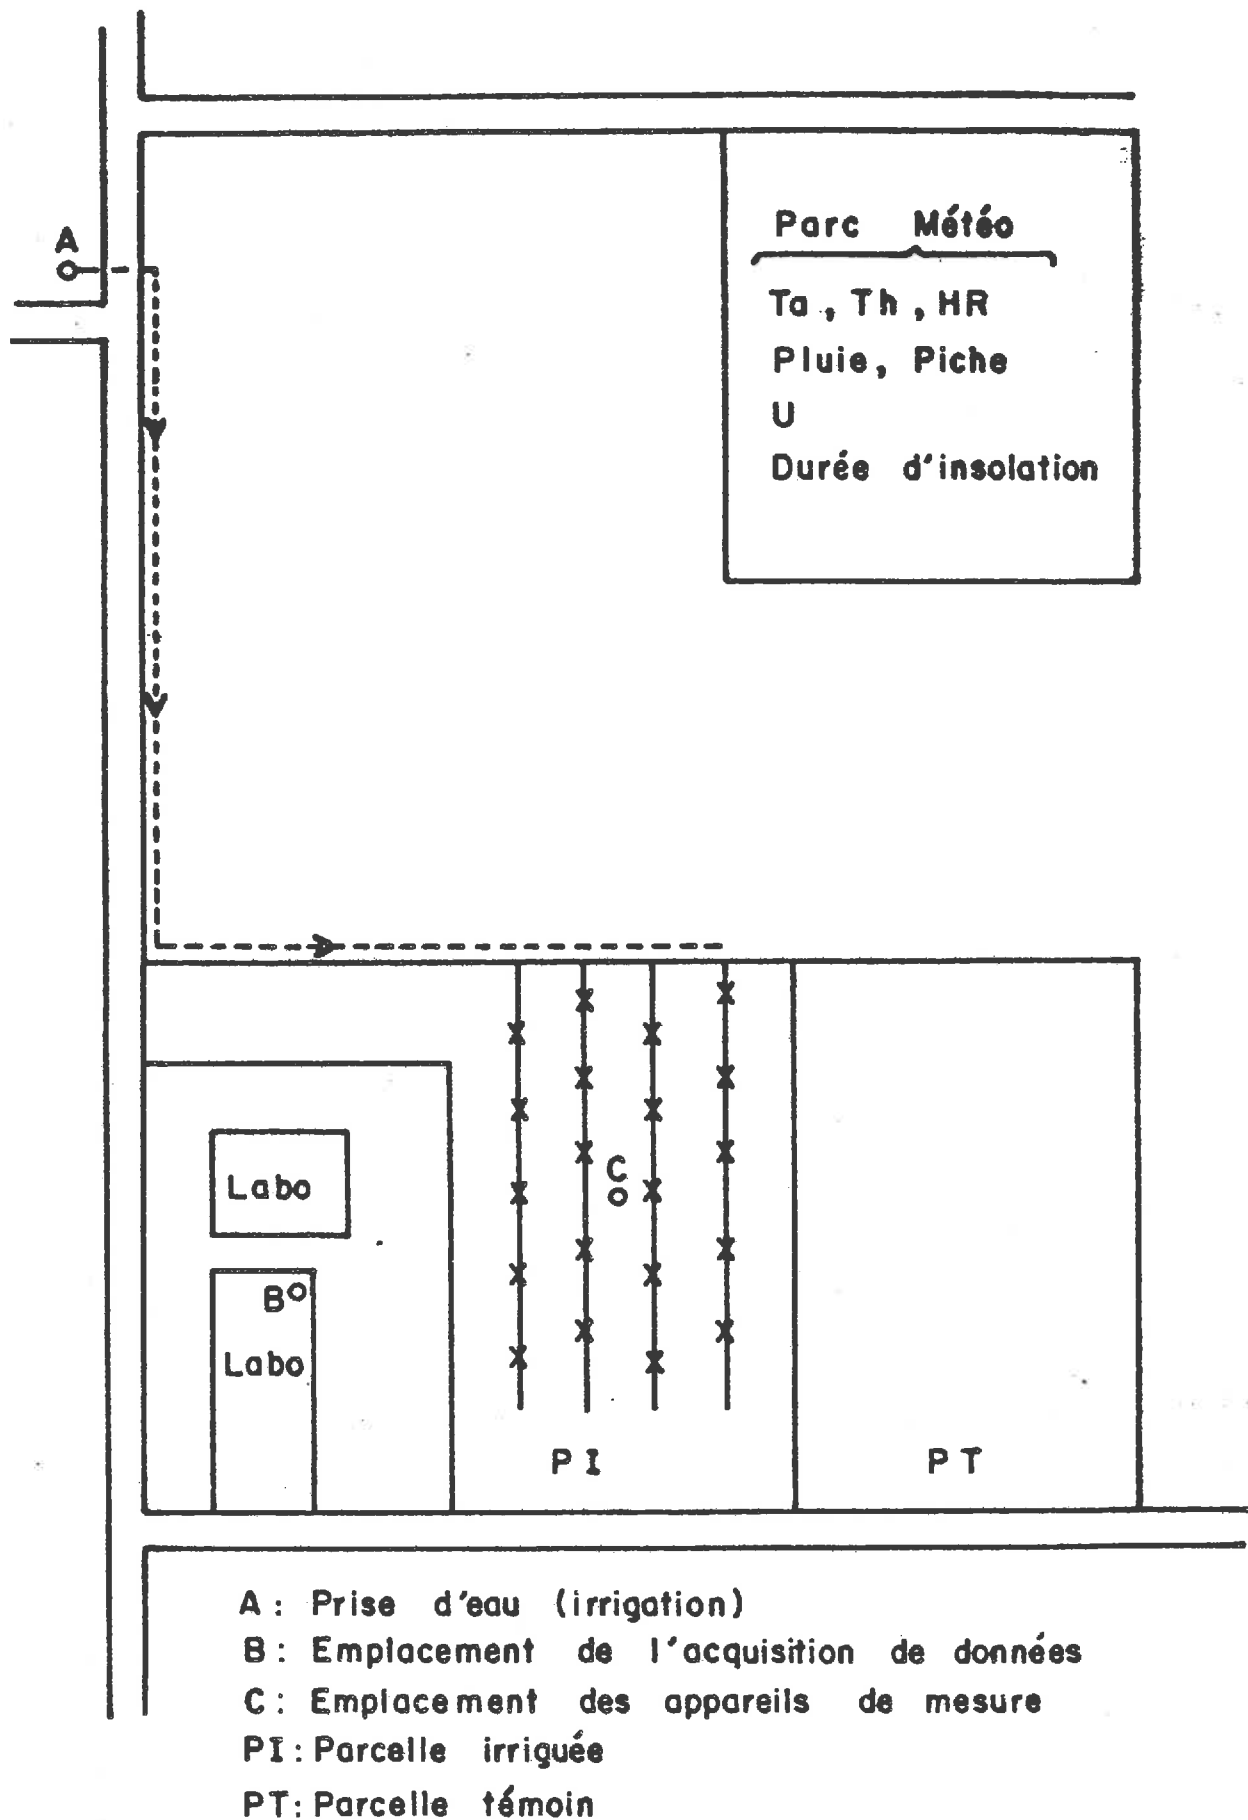 A
Parc Météo
Ta, Th, HR
Pluie, Piche
U
Durée d'insolation
C
Labo
B
Labo
PI
PT
A: Prise d'eau (irrigation)
B: Emplacement de l'acquisition de données
C: Emplacement des appareils de mesure
PI: Parcelle irriguée
PT: Parcelle témoin